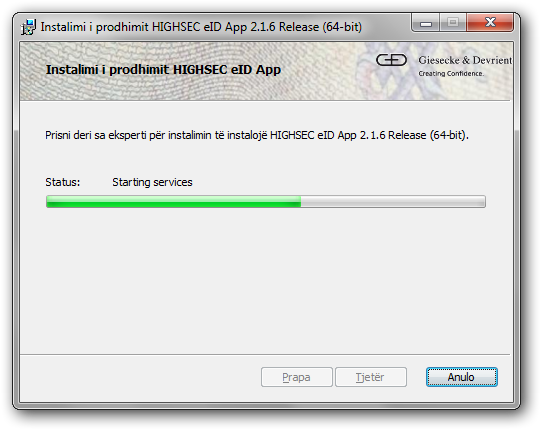 Instalimi i prodhimit HIGHSEC eID App 2.1.6 Release (64-bit)
Instalimi i prodhimit HIGHSEC eID App
Giesecke & Devrient
Creating Confidence.
Prisni deri sa eksperti për instalimin të instalojë HIGHSEC eID App 2.1.6 Release (64-bit).
Status: Starting services
Prapa Tjetër Anulo